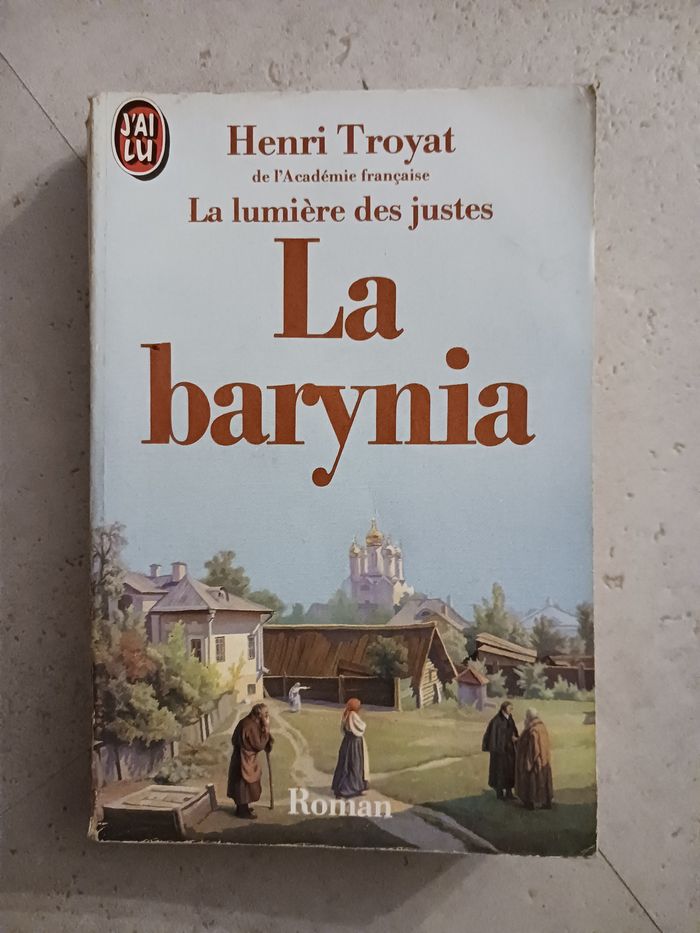 J'AI
LU
Henri Troyat
de l'Académie française
La lumière des justes
La
barynia
Roman